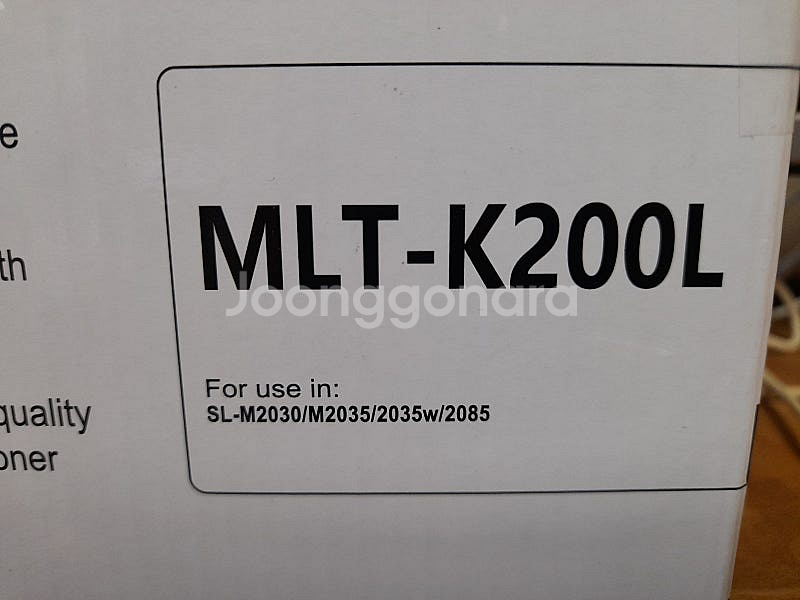 e
th
quality
oner
MLT-K200L
Joonggonara
For use in:
SL-M2030/M2035/2035w/2085